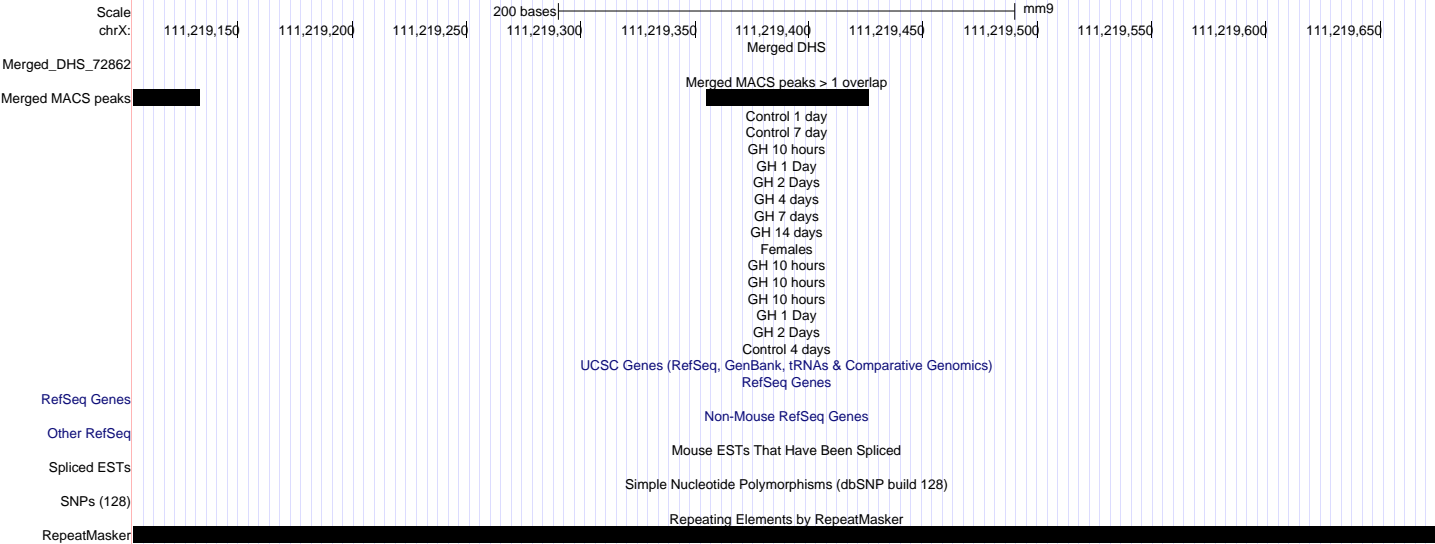 Scale 200 bases mm9
chrX: 111,219,150 111,219,200 111,219,250 111,219,300 111,219,350 111,219,400 111,219,450 111,219,500 111,219,550 111,219,600 111,219,650
Merged DHS
Merged_DHS_72862
Merged MACS peaks > 1 overlap
Merged MACS peaks
Control 1 day
Control 7 day
GH 10 hours
GH 1 Day
GH 2 Days
GH 4 days
GH 7 days
GH 14 days
Females
GH 10 hours
GH 10 hours
GH 10 hours
GH 1 Day
GH 2 Days
Control 4 days
UCSC Genes (RefSeq, GenBank, tRNAs & Comparative Genomics)
RefSeq Genes
RefSeq Genes
Non-Mouse RefSeq Genes
Other RefSeq
Mouse ESTs That Have Been Spliced
Spliced ESTs
Simple Nucleotide Polymorphisms (dbSNP build 128)
SNPs (128)
Repeating Elements by RepeatMasker
RepeatMasker